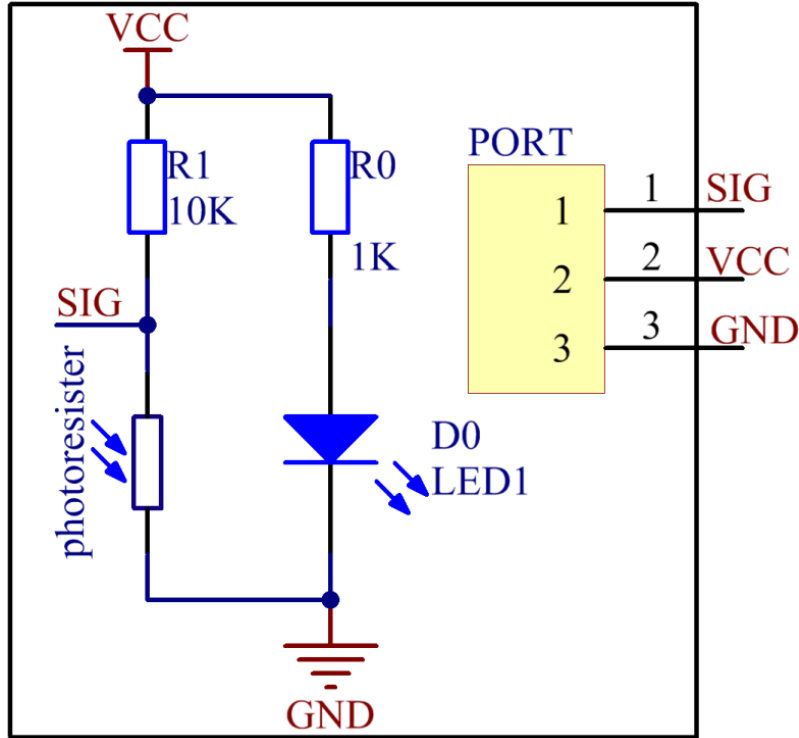 VCC
R1
10K
R0
1K
SIG
photoresister
D0
LED1
GND
PORT
1 1 SIG
2 2 VCC
3 3 GND